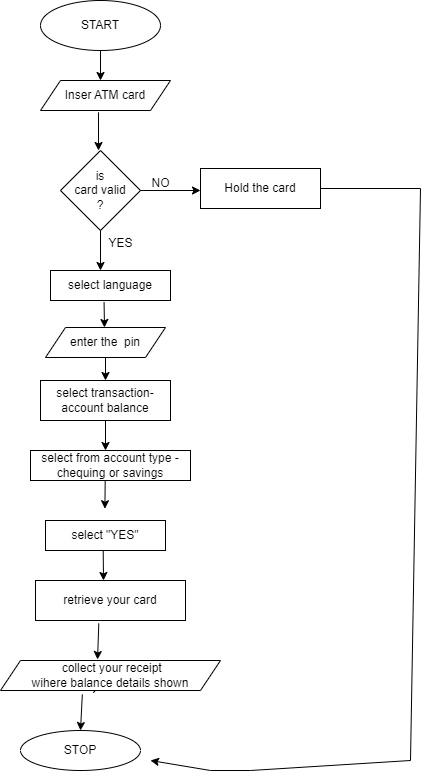 START
Inser ATM card
is
card valid
?
NO
Hold the card
YES
select language
enter the pin
select transaction-
account balance
select from account type -
chequing or savings
select "YES"
retrieve your card
collect your receipt
wihere balance details shown
STOP